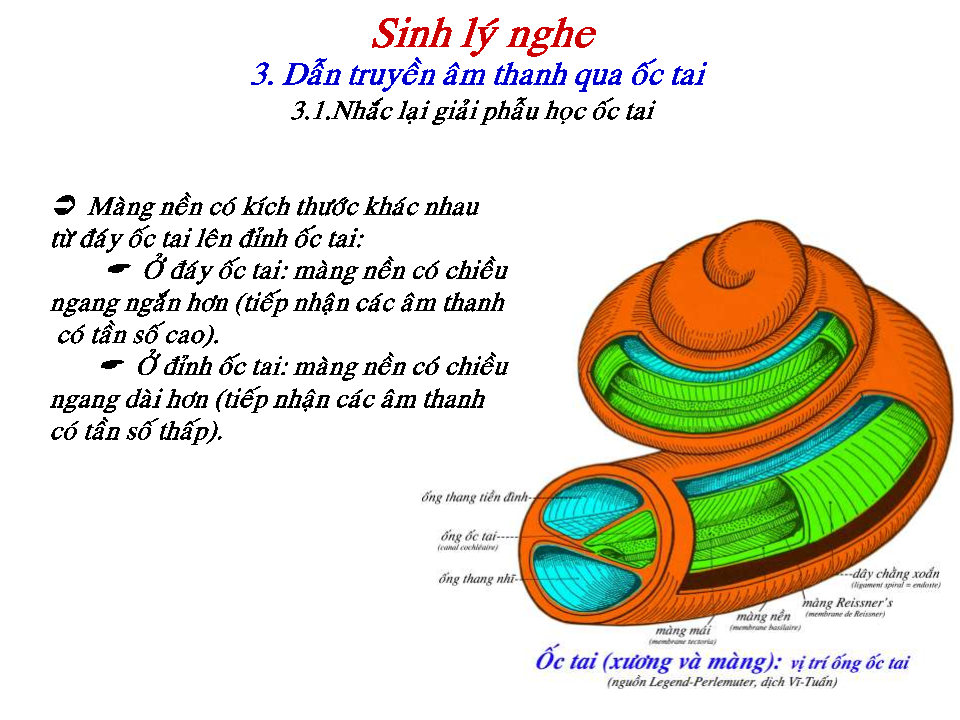 Sinh lý nghe
3. Dẫn truyền âm thanh qua ốc tai
3.1.Nhắc lại giải phẫu học ốc tai
➲ Màng nền có kích thước khác nhau
từ đáy ốc tai lên đỉnh ốc tai:
☛ Ở đáy ốc tai: màng nền có chiều
ngang ngắn hơn (tiếp nhận các âm thanh
có tần số cao).
☛ Ở đỉnh ốc tai: màng nền có chiều
ngang dài hơn (tiếp nhận các âm thanh
có tần số thấp).
ống thang tiền đình
ống ốc tai
(canal cochléaire)
ống thang nhĩ
dây chằng xoắn
(ligament spiral = endoste)
màng Reissner's
(membrane de Reissner)
màng nền
(membrane basilaire)
màng mái
(membrane tectoria)
Ốc tai (xương và màng): vị trí ống ốc tai
(nguồn Legend-Perlemuter, dịch Vĩ-Tuấn)